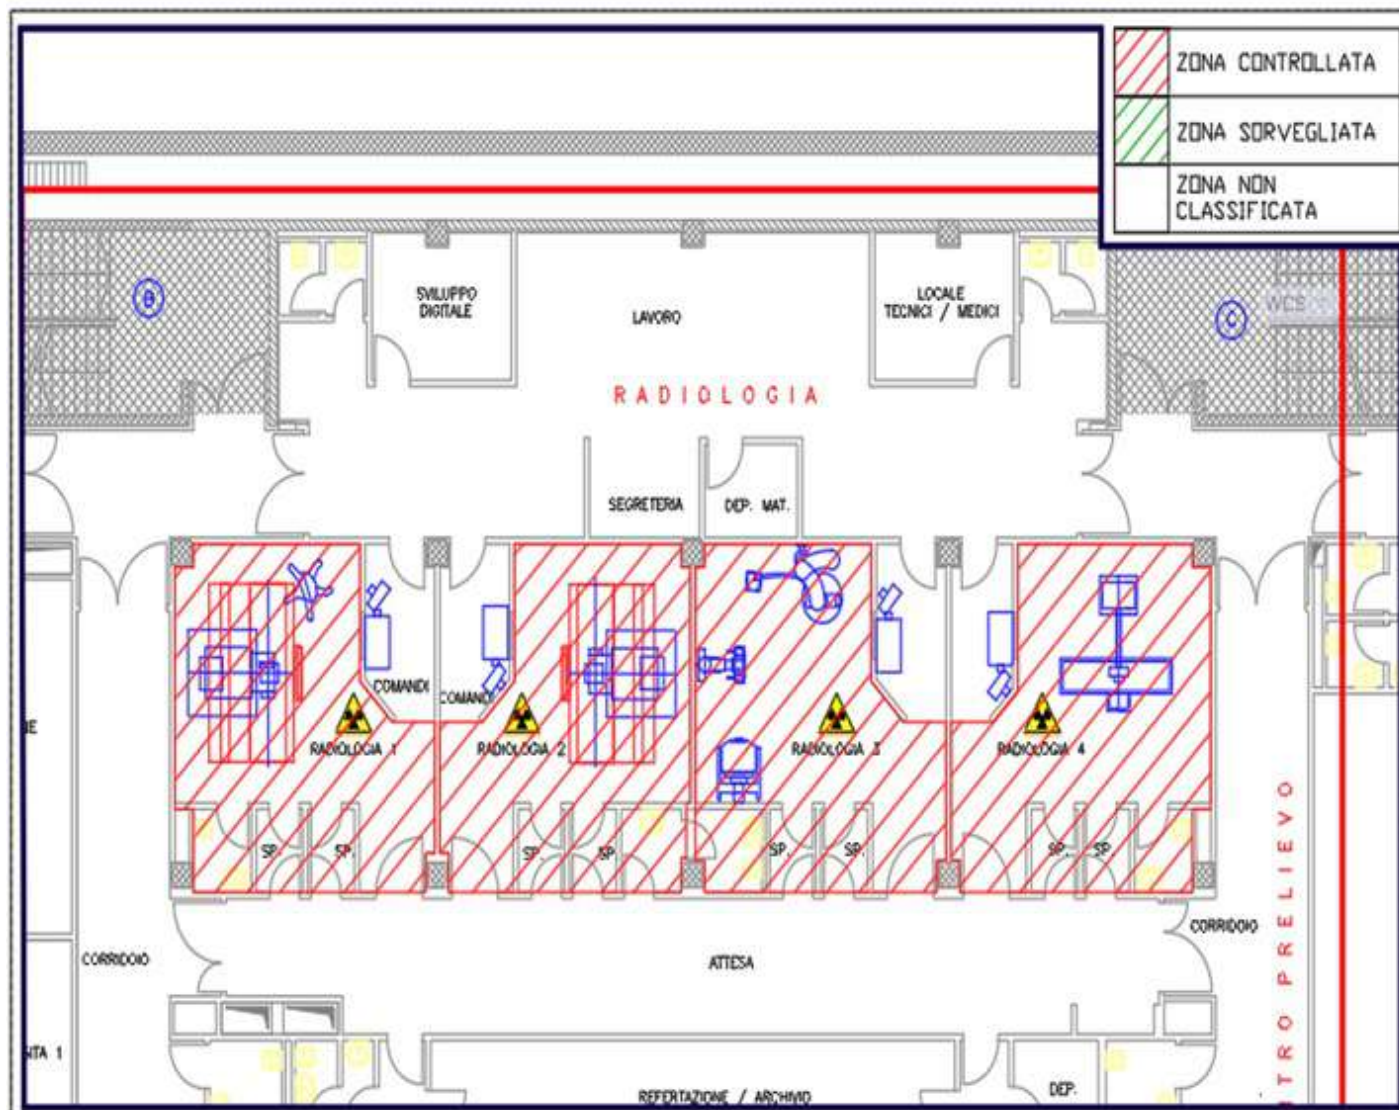 ZONA CONTROLLATA
ZONA SORVEGLIATA
ZONA NON
CLASSIFICATA
B
SVILUPPO
DIGITALE
LAVORO
LOCALE
TECNICI / MEDICI
C
WCS
RADIOLOGIA
SEGRETERIA
DEP. MAT.
COMANDI
COMANDI
RADIOLOGIA 1
RADIOLOGIA 2
RADIOLOGIA 3
RADIOLOGIA 4
SP.
SP.
SP.
SP.
SP.
SP.
SP.
SP.
CORRIDOIO
ATTESA
CORRIDOIO
NTRO PRELIEVO
REFERTAZIONE / ARCHIVIO
DEP.